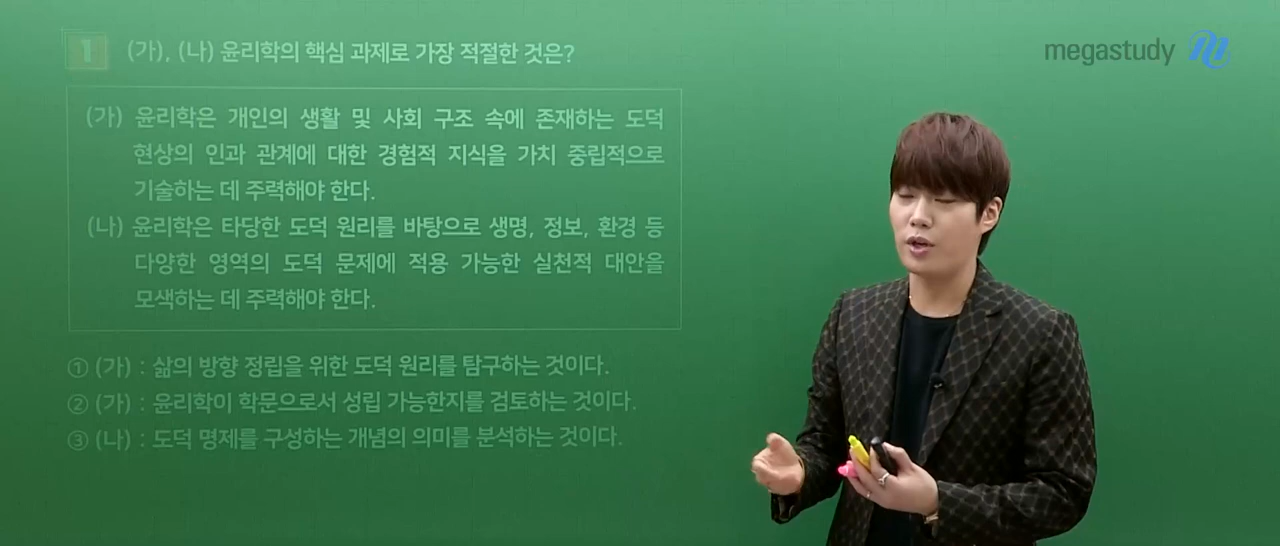 1 (가), (나) 윤리학의 핵심 과제로 가장 적절한 것은?
megastudy
(가) 윤리학은 개인의 생활 및 사회 구조 속에 존재하는 도덕
현상의 인과 관계에 대한 경험적 지식을 가치 중립적으로
기술하는 데 주력해야 한다.
(나) 윤리학은 타당한 도덕 원리를 바탕으로 생명, 정보, 환경 등
다양한 영역의 도덕 문제에 적용 가능한 실천적 대안을
모색하는 데 주력해야 한다.
① (가) : 삶의 방향 정립을 위한 도덕 원리를 탐구하는 것이다.
② (가) : 윤리학이 학문으로서 성립 가능한지를 검토하는 것이다.
③ (나) : 도덕 명제를 구성하는 개념의 의미를 분석하는 것이다.